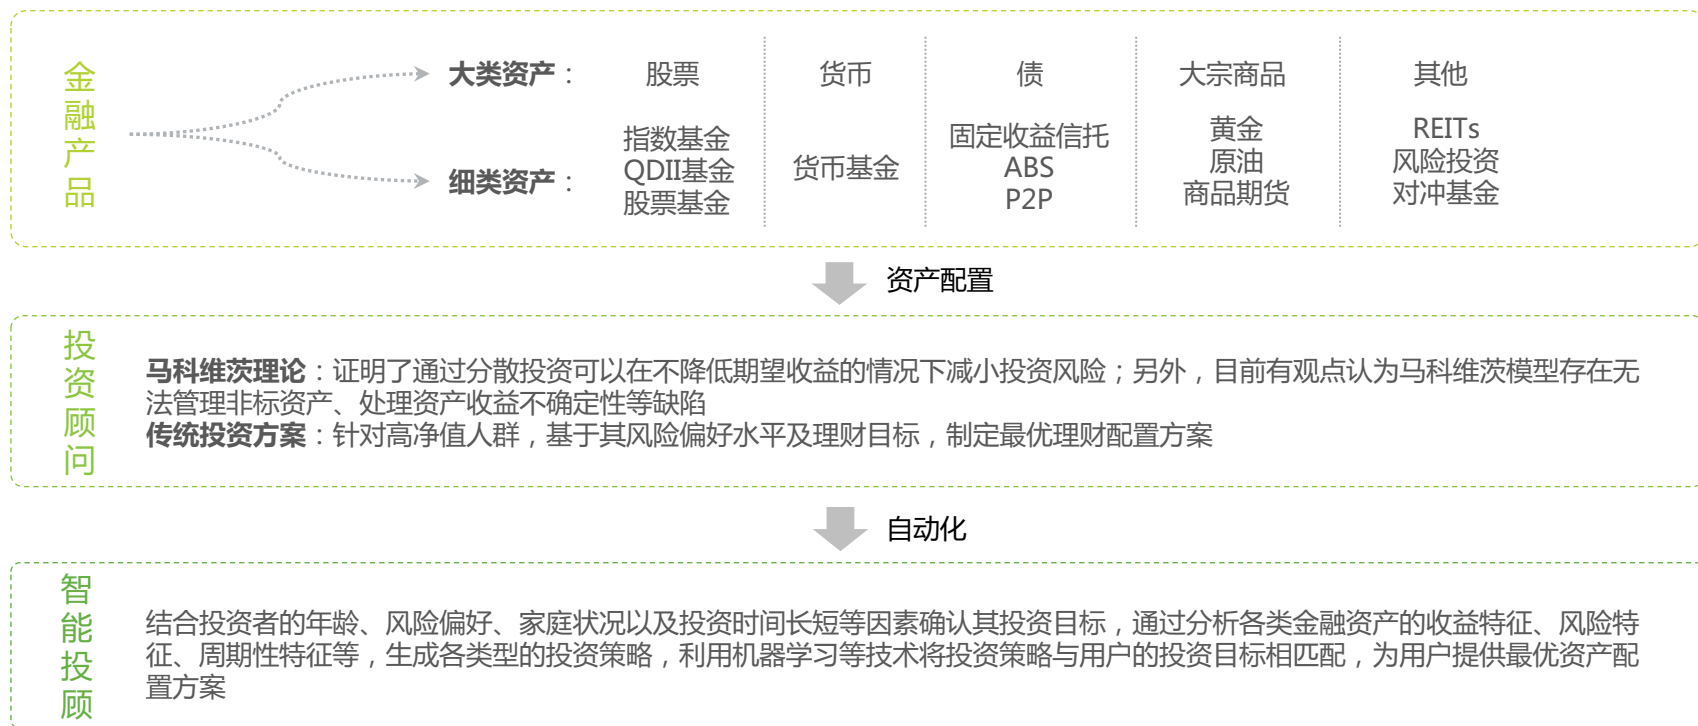 金融产品
大类资产： 股票 货币 债 大宗商品 其他
细类资产：
指数基金
QDII基金
股票基金
货币基金
固定收益信托
ABS
P2P
黄金
原油
商品期货
REITs
风险投资
对冲基金
资产配置
投资顾问
马科维茨理论：证明了通过分散投资可以在不降低期望收益的情况下减小投资风险；另外，目前有观点认为马科维茨模型存在无
法管理非标资产、处理资产收益不确定性等缺陷
传统投资方案：针对高净值人群，基于其风险偏好水平及理财目标，制定最优理财配置方案
自动化
智能投顾
结合投资者的年龄、风险偏好、家庭状况以及投资时间长短等因素确认其投资目标，通过分析各类金融资产的收益特征、风险特
征、周期性特征等，生成各类型的投资策略，利用机器学习等技术将投资策略与用户的投资目标相匹配，为用户提供最优资产配
置方案